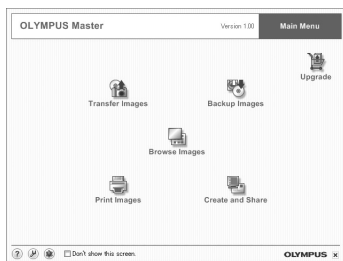 OLYMPUS Master
Version 1.00
Main Menu
Upgrade
Transfer Images
Backup Images
Browse Images
Print Images
Create and Share
?
Don't show this screen.
OLYMPUS